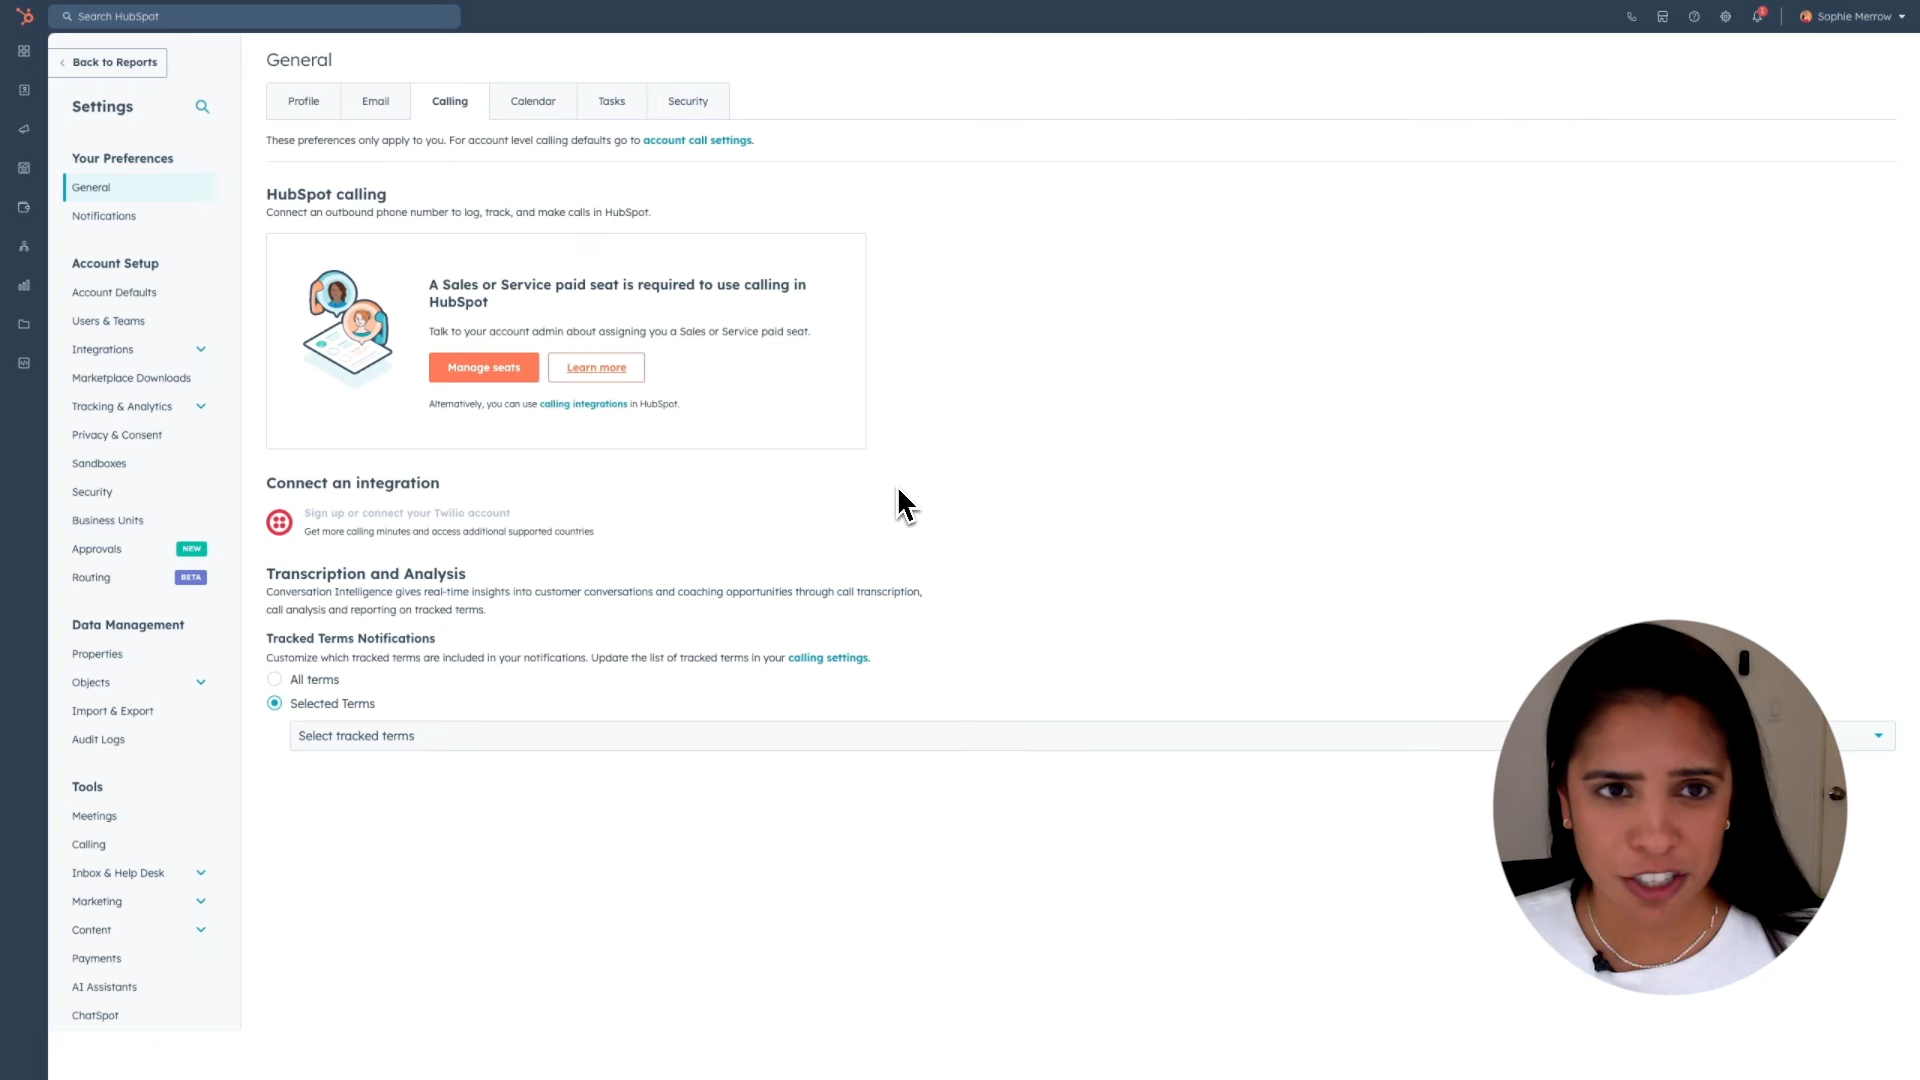 Search HubSpot
1
Sophie Merrow
Back to Reports
Settings
Your Preferences
General
Notifications
Account Setup
Account Defaults
Users & Teams
Integrations
Marketplace Downloads
Tracking & Analytics
Privacy & Consent
Sandboxes
Security
Business Units
Approvals NEW
Routing BETA
Data Management
Properties
Objects
Import & Export
Audit Logs
Tools
Meetings
Calling
Inbox & Help Desk
Marketing
Content
Payments
AI Assistants
ChatSpot
General
Profile Email Calling Calendar Tasks Security
These preferences only apply to you. For account level calling defaults go to account call settings.
HubSpot calling
Connect an outbound phone number to log, track, and make calls in HubSpot.
A Sales or Service paid seat is required to use calling in
HubSpot
Talk to your account admin about assigning you a Sales or Service paid seat.
Manage seats Learn more
Alternatively, you can use calling integrations in HubSpot.
Connect an integration
Sign up or connect your Twilio account
Get more calling minutes and access additional supported countries
Transcription and Analysis
Conversation Intelligence gives real-time insights into customer conversations and coaching opportunities through call transcription,
call analysis and reporting on tracked terms.
Tracked Terms Notifications
Customize which tracked terms are included in your notifications. Update the list of tracked terms in your calling settings.
All terms
Selected Terms
Select tracked terms